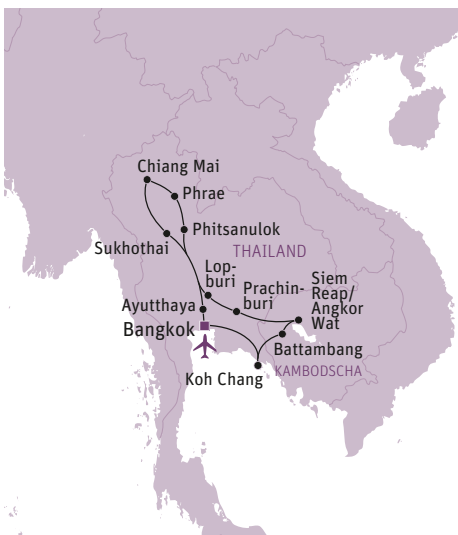 Chiang Mai
Phrae
Phitsanulok
Sukhothai
THAILAND
Lop-
buri
Prachin-
buri
Siem
Reap/
Angkor
Wat
Ayutthaya
Bangkok
Battambang
Koh Chang
KAMBODSCHA